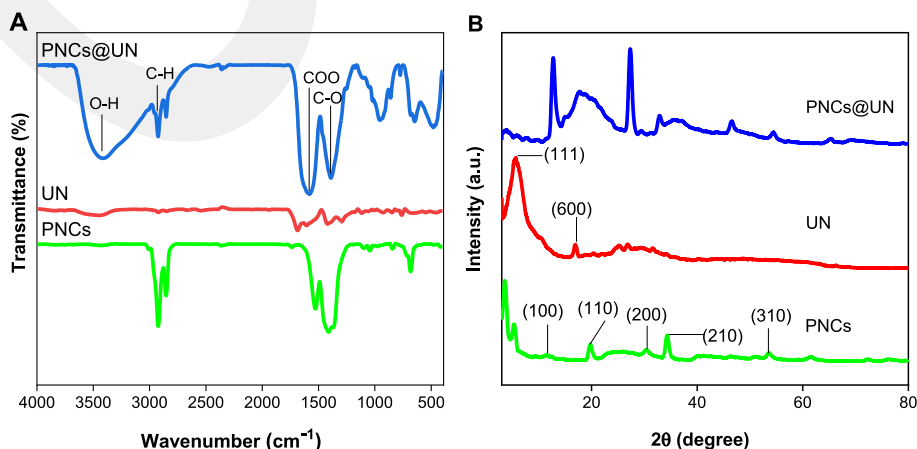 A
PNCs@UN
O-H
C-H
COO
C-O
UN
PNCs
Transmittance (%)
4000 3500 3000 2500 2000 1500 1000 500
Wavenumber (cm⁻¹)
B
PNCs@UN
(111)
(600)
UN
(100)
(110)
(200)
(210)
(310)
PNCs
Intensity (a.u.)
20 40 60 80
2θ (degree)